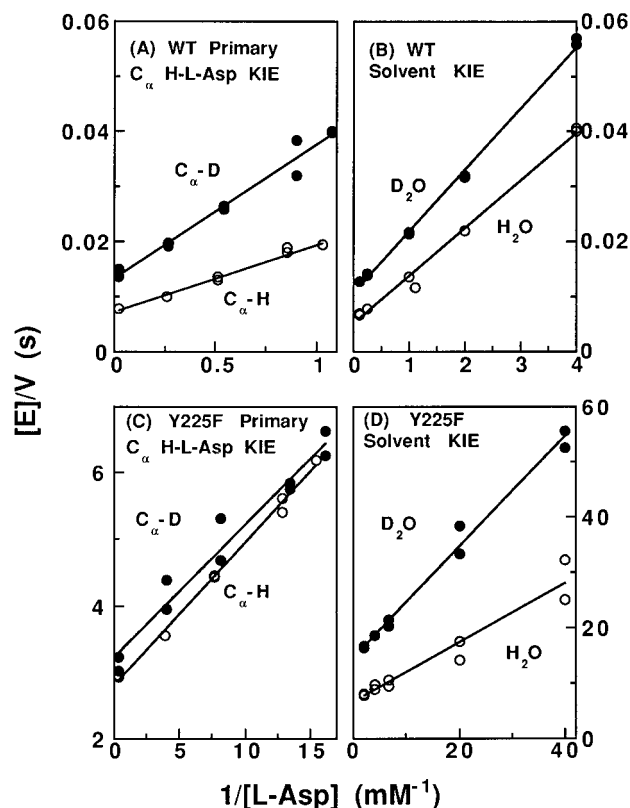 [E]/V (s)
(A) WT Primary
Cα H-L-Asp KIE
Cα-D
Cα-H
0.06
0.04
0.02
0
0
0.5
1
(B) WT
Solvent KIE
D2O
H2O
0.06
0.04
0.02
0
0
1
2
3
4
(C) Y225F Primary
Cα H-L-Asp KIE
Cα-D
Cα-H
6
4
2
0
5
10
15
(D) Y225F
Solvent KIE
D2O
H2O
60
40
20
0
0
20
40
1/[L-Asp] (mM⁻¹)